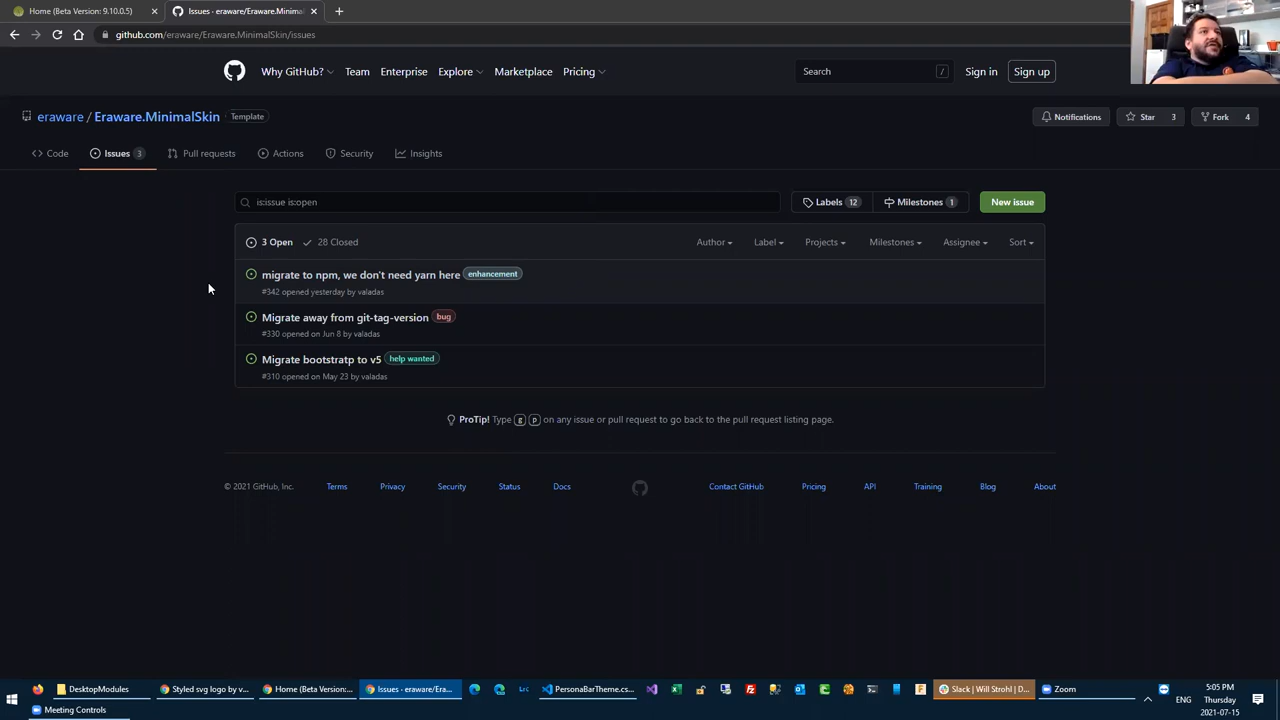 Home (Beta Version: 9.10.0.5)
Issues · eraware/Eraware.Minimal
github.com/eraware/Eraware.MinimalSkin/issues
Why GitHub? Team Enterprise Explore Marketplace Pricing Search / Sign in Sign up
eraware / Eraware.MinimalSkin Template Notifications Star 3 Fork 4
Code Issues 3 Pull requests Actions Security Insights
is:issue is:open Labels 12 Milestones 1 New issue
3 Open 28 Closed Author Label Projects Milestones Assignee Sort
migrate to npm, we don't need yarn here enhancement
#342 opened yesterday by valadas
Migrate away from git-tag-version bug
#330 opened on Jun 8 by valadas
Migrate bootstratp to v5 help wanted
#310 opened on May 23 by valadas
ProTip! Type g p on any issue or pull request to go back to the pull request listing page.
© 2021 GitHub, Inc. Terms Privacy Security Status Docs Contact GitHub Pricing API Training Blog About
DesktopModules Styled svg logo by v... Home (Beta Version:... Issues · eraware/Era... Lrc PersonaBarTheme.cs... Slack | Will Strohl | D... Zoom ENG 5:05 PM
Thursday
Meeting Controls 2021-07-15